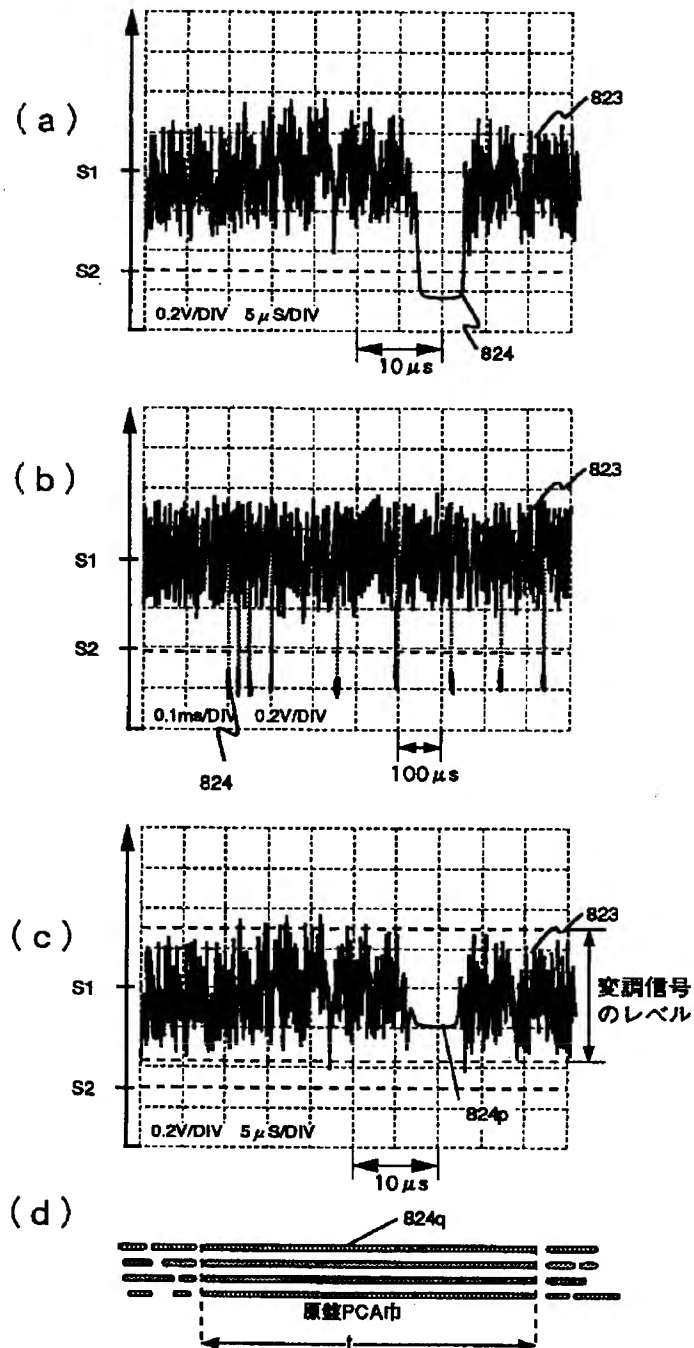 (a)
823
S1
S2
0.2V/DIV 5μS/DIV
824
10μs
(b)
823
S1
S2
0.1ms/DIV 0.2V/DIV
824
100μs
(c)
823
S1
変調信号
のレベル
S2
824p
0.2V/DIV 5μS/DIV
10μs
(d)
824q
原盤PCA巾
t